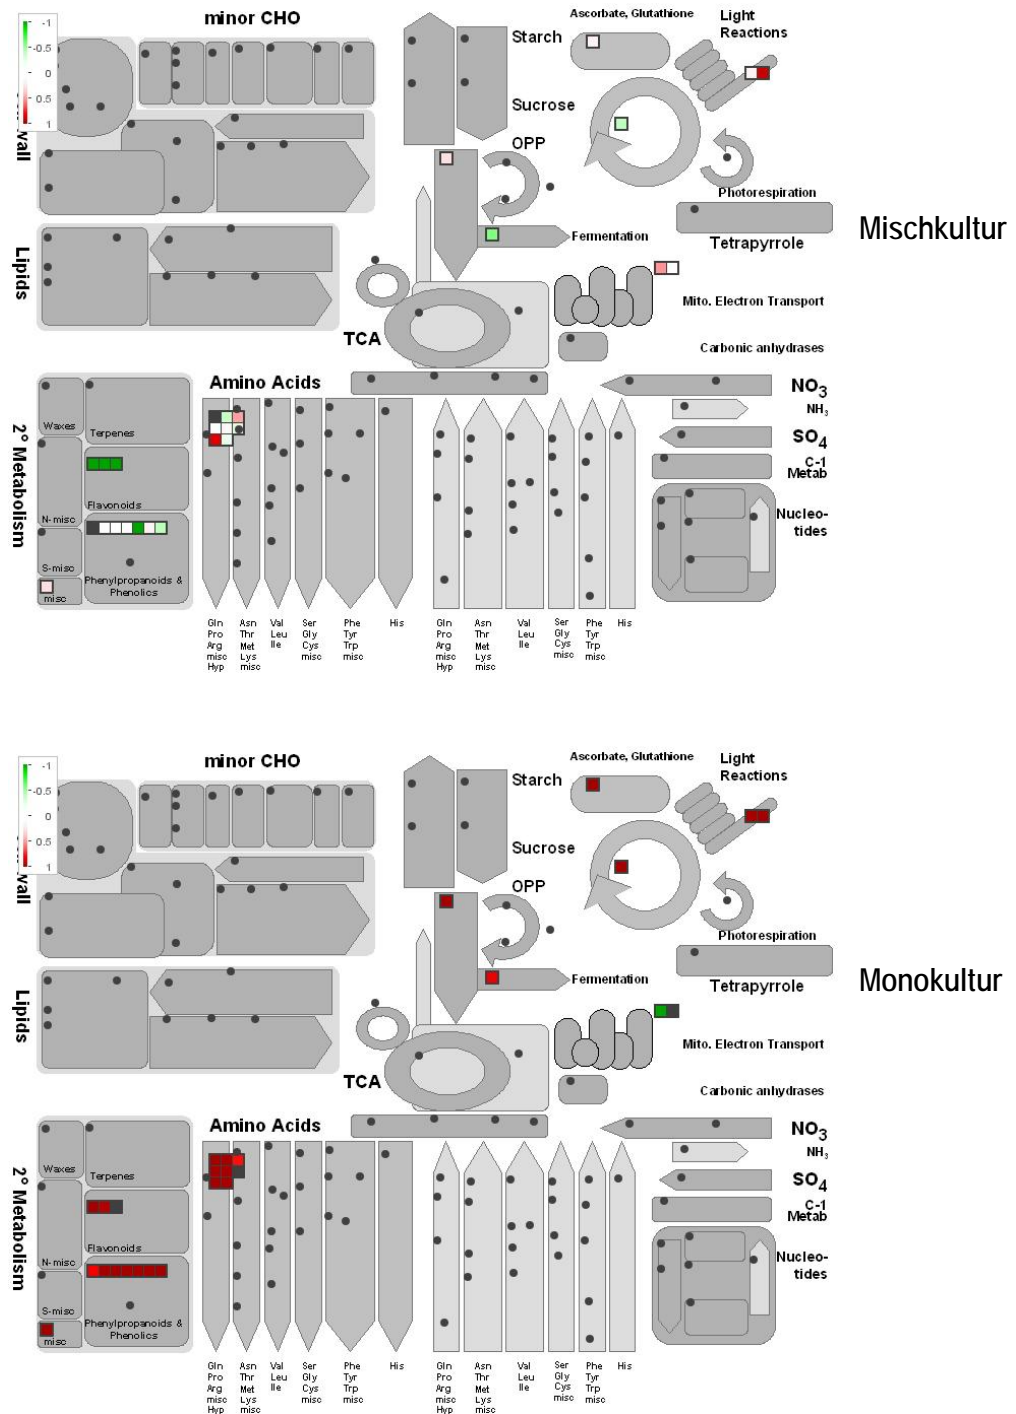 minor CHO
-1
-0.5
0
0.5
1
wall
Lipids
Starch
Sucrose
OPP
Fermentation
TCA
Ascorbate, Glutathione
Light
Reactions
Photorespiration
Tetrapyrrole
Mito. Electron Transport
Carbonic anhydrases
Mischkultur
2° Metabolism
Waxes
Terpenes
N-misc
Flavonoids
S-misc
misc
Phenylpropanoids &
Phenolics
Amino Acids
Gln Asn Val Ser Phe His
Pro Thr Leu Gly Tyr
Arg Met Ile Cys Trp
misc Lys misc misc
Hyp misc
Gln Asn Val Ser Phe His
Pro Thr Leu Gly Tyr
Arg Met Ile Cys Trp
misc Lys misc misc
Hyp misc
NO3
NH3
SO4
C-1
Metab
Nucleo-
tides
minor CHO
-1
-0.5
0
0.5
1
wall
Lipids
Starch
Sucrose
OPP
Fermentation
TCA
Ascorbate, Glutathione
Light
Reactions
Photorespiration
Tetrapyrrole
Mito. Electron Transport
Carbonic anhydrases
Monokultur
2° Metabolism
Waxes
Terpenes
N-misc
Flavonoids
S-misc
misc
Phenylpropanoids &
Phenolics
Amino Acids
Gln Asn Val Ser Phe His
Pro Thr Leu Gly Tyr
Arg Met Ile Cys Trp
misc Lys misc misc
Hyp misc
Gln Asn Val Ser Phe His
Pro Thr Leu Gly Tyr
Arg Met Ile Cys Trp
misc Lys misc misc
Hyp misc
NO3
NH3
SO4
C-1
Metab
Nucleo-
tides